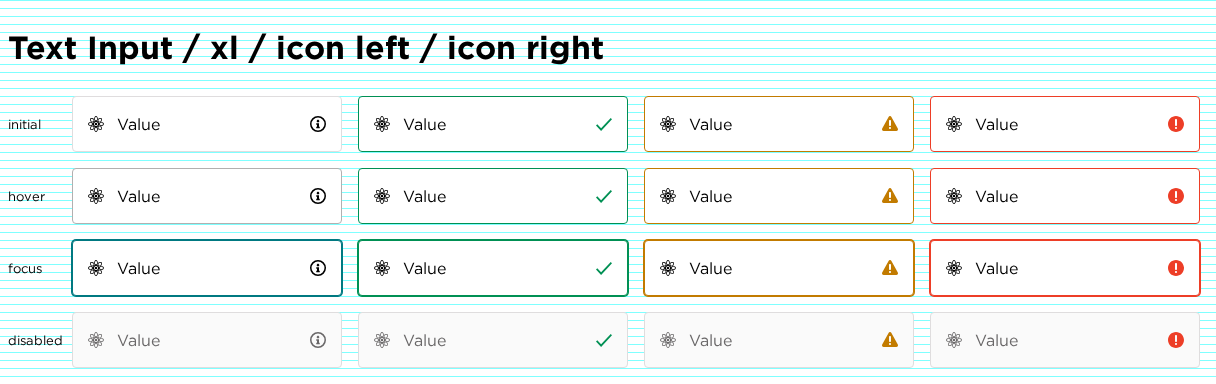 Text Input / xl / icon left / icon right
initial Value Value Value Value
hover Value Value Value Value
focus Value Value Value Value
disabled Value Value Value Value